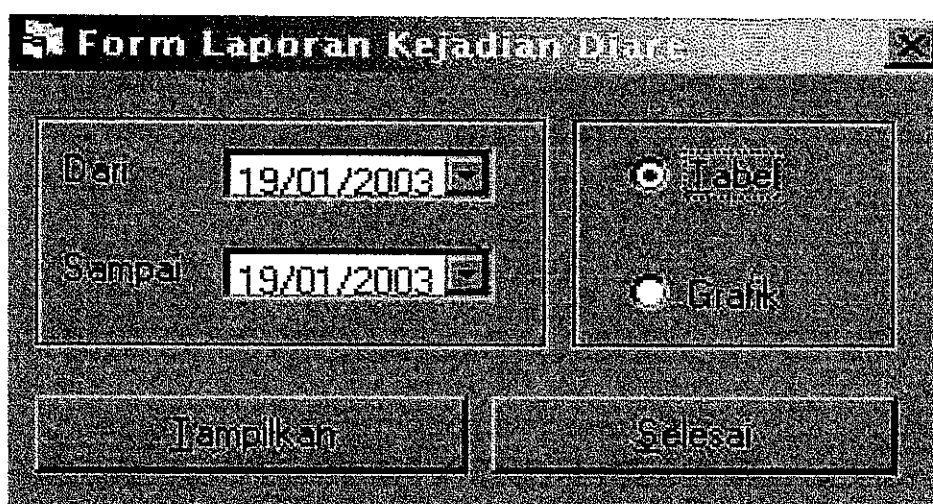 Form Laporan Kejadian Diare
Dari 19/01/2003
Sampai 19/01/2003
Tabel
Grafik
Tampilkan
Selesai